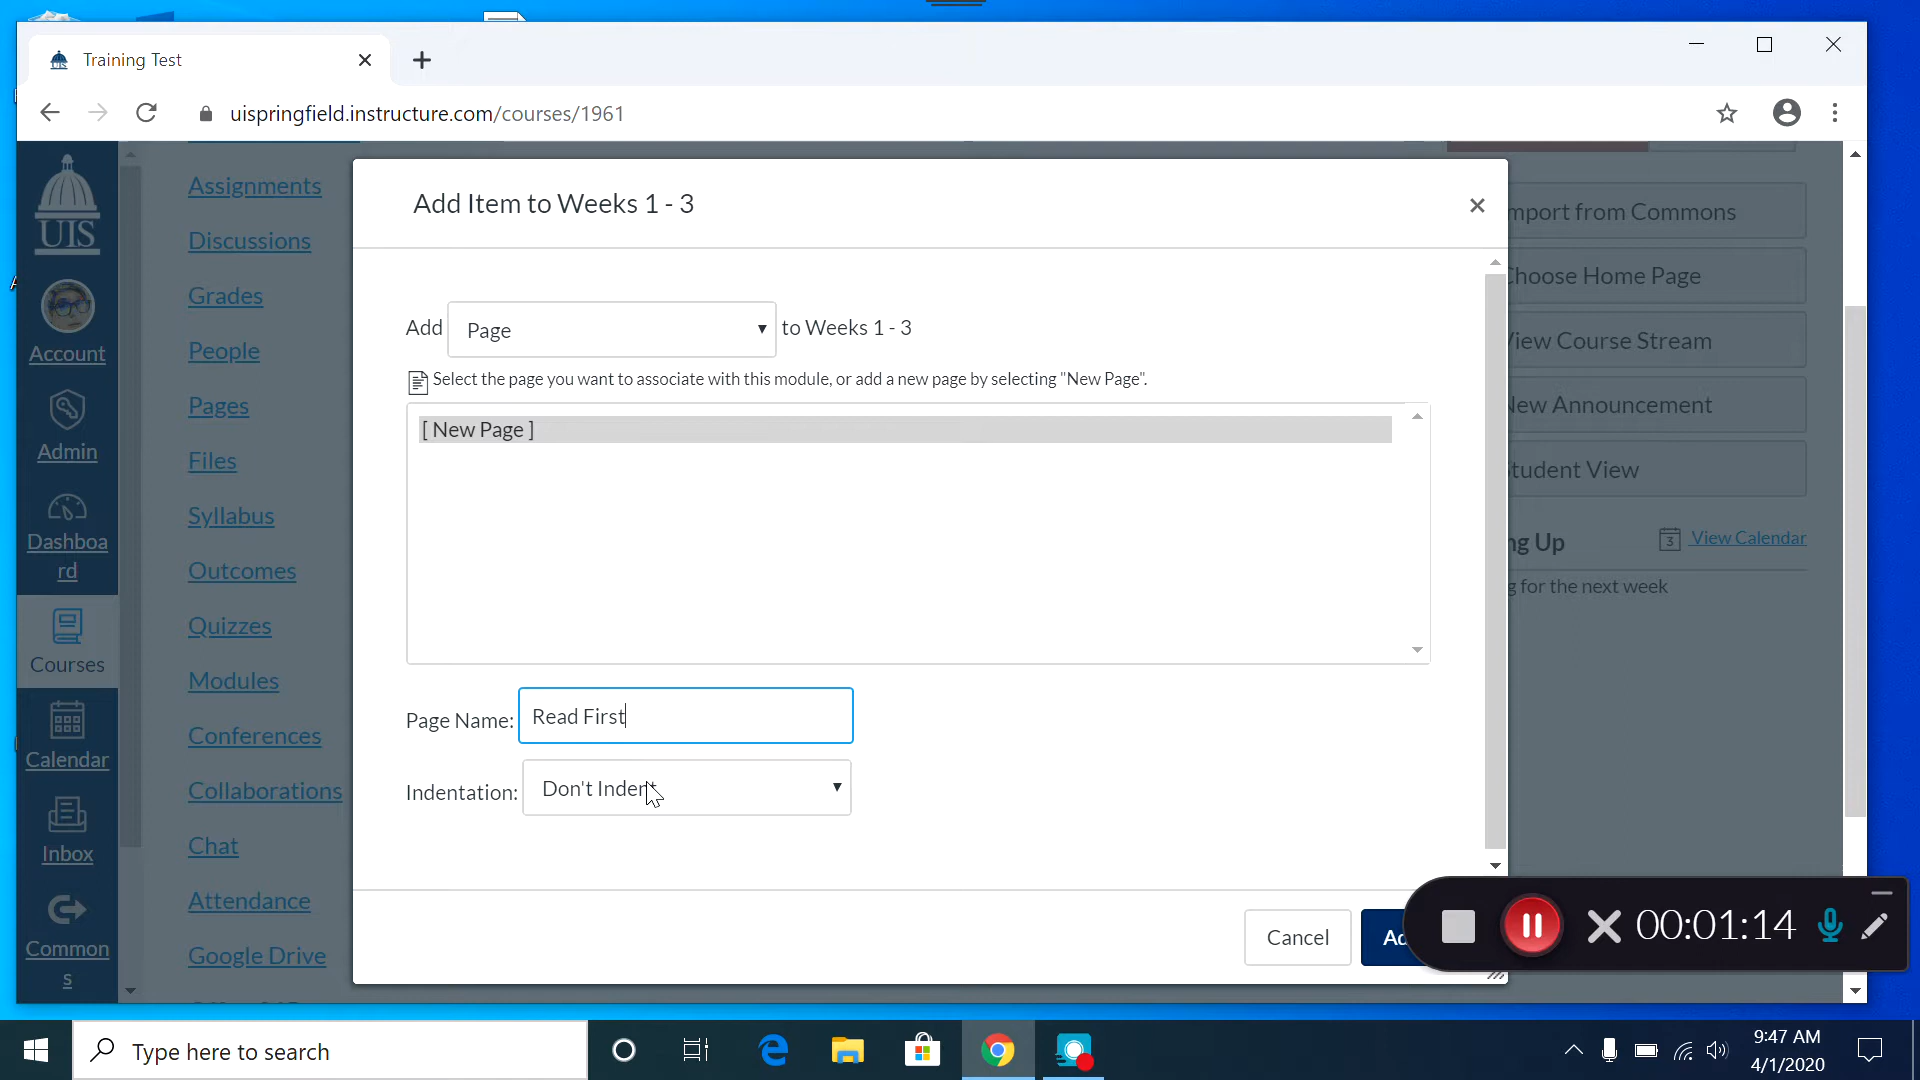 Training Test
uispringfield.instructure.com/courses/1961
UIS
Account
Admin
Dashboa
rd
Courses
Calendar
Inbox
Common
s
Assignments
Discussions
Grades
People
Pages
Files
Syllabus
Outcomes
Quizzes
Modules
Conferences
Collaborations
Chat
Attendance
Google Drive
Add Item to Weeks 1 - 3
Add Page to Weeks 1 - 3
Select the page you want to associate with this module, or add a new page by selecting "New Page".
[ New Page ]
Page Name: Read First
Indentation: Don't Indent
Cancel
Ad
mport from Commons
hoose Home Page
iew Course Stream
ew Announcement
tudent View
ng Up
3 View Calendar
g for the next week
00:01:14
Type here to search
9:47 AM
4/1/2020